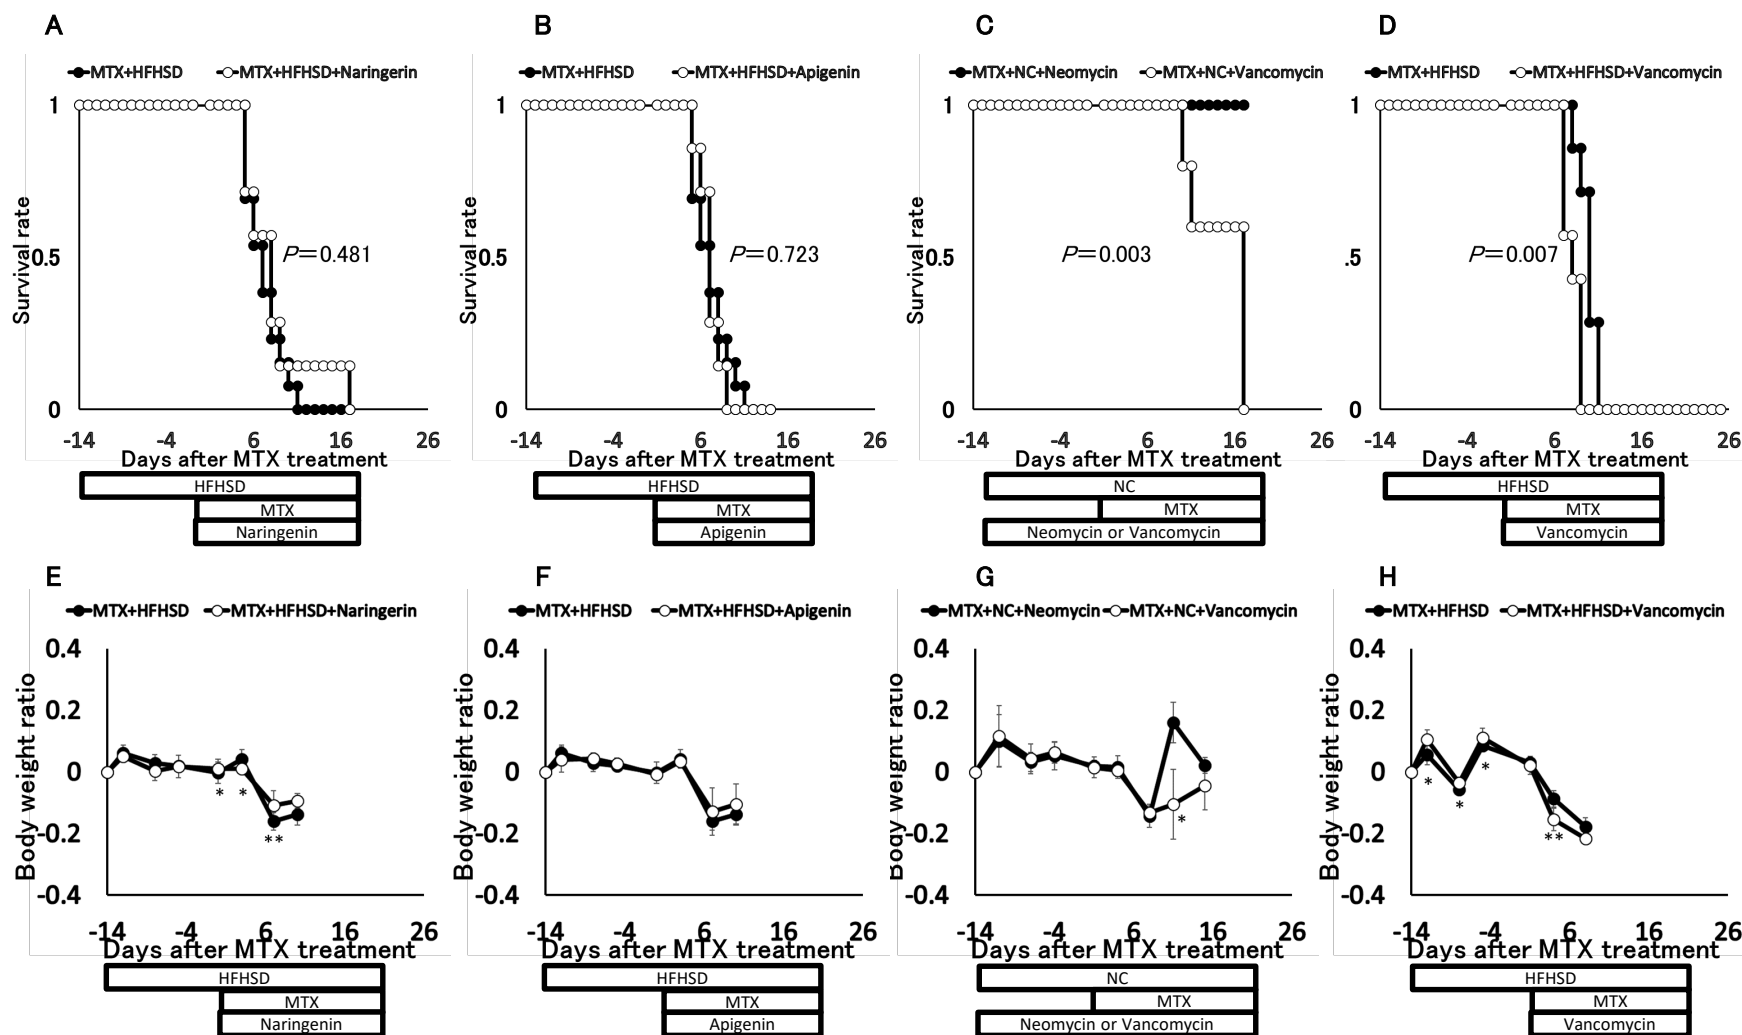 A B C D
MTX+HFHSD MTX+HFHSD+Naringerin MTX+HFHSD MTX+HFHSD+Apigenin MTX+NC+Neomycin MTX+NC+Vancomycin MTX+HFHSD MTX+HFHSD+Vancomycin
1 1 1 1
Survival rate Survival rate Survival rate
0.5 0.5 0.5 .5
P=0.481 P=0.723 P=0.003 P=0.007
0 0 0 0
-14 -4 6 16 26 -14 -4 6 16 26 -14 -4 6 16 26 -14 -4 6 16 26
Days after MTX treatment Days after MTX treatment Days after MTX treatment Days after MTX treatment
HFHSD HFHSD NC HFHSD
MTX MTX MTX MTX
Naringenin Apigenin Neomycin or Vancomycin Vancomycin
E F G H
MTX+HFHSD MTX+HFHSD+Naringerin MTX+HFHSD MTX+HFHSD+Apigenin MTX+NC+Neomycin MTX+NC+Vancomycin MTX+HFHSD MTX+HFHSD+Vancomycin
0.4 0.4 0.4 0.4
Body weight ratio Body weight ratio Body weight ratio Body weight ratio
0.2 0.2 0.2 0.2
0 0 0 0
* * * * *
-0.2 -0.2 -0.2 -0.2
** * **
-0.4 -0.4 -0.4 -0.4
-14 -4 6 16 26 -14 -4 6 16 26 -14 -4 6 16 26 -14 -4 6 16 26
Days after MTX treatment Days after MTX treatment Days after MTX treatment Days after MTX treatment
HFHSD HFHSD NC HFHSD
MTX MTX MTX MTX
Naringenin Apigenin Neomycin or Vancomycin Vancomycin